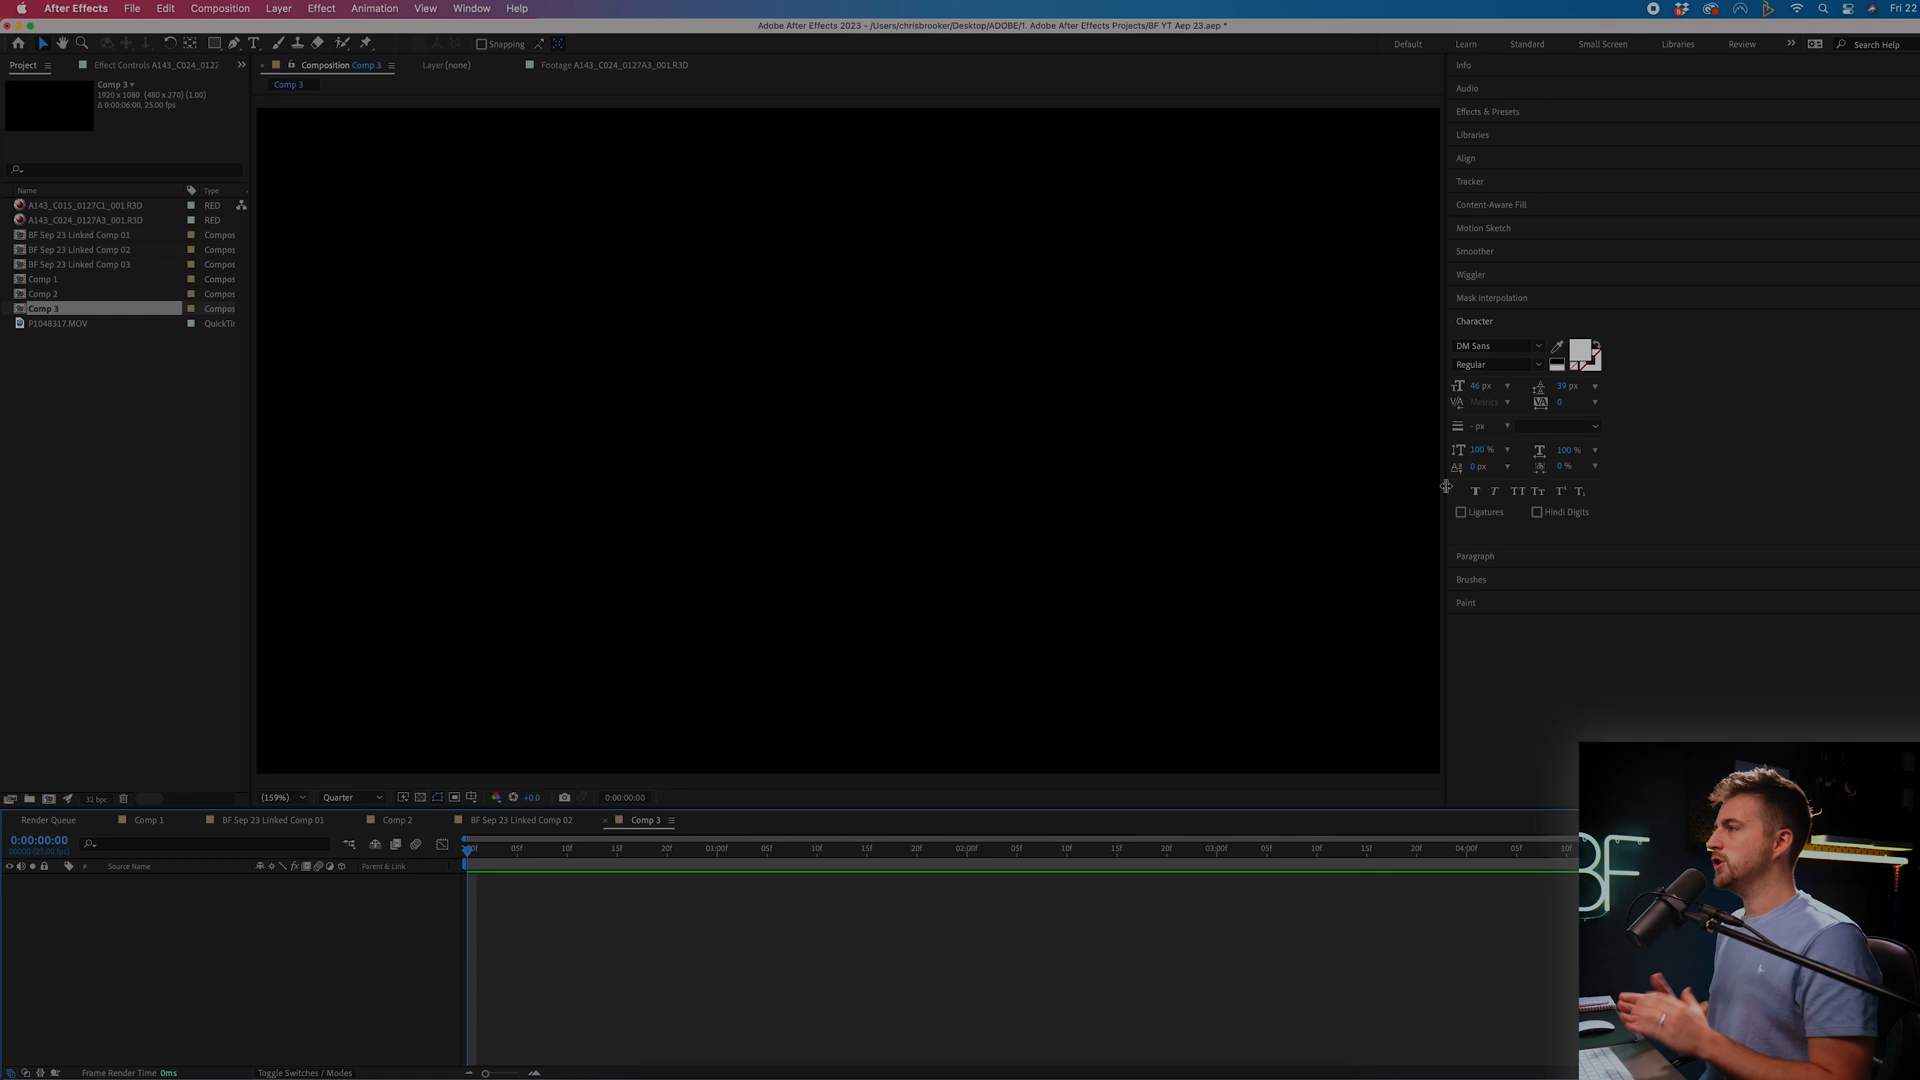 After Effects File Edit Composition Layer Effect Animation View Window Help Fri 22
Adobe After Effects 2023 - /Users/chrisbrooker/Desktop/ADOBE/1. Adobe After Effects Projects/BF YT Aep 23.aep *
Snapping Default Learn Standard Small Screen Libraries Review Search Help
Project Effect Controls A143_C024_0127 Composition Comp 3 Layer (none) Footage A143_C024_0127A3_001.R3D
Comp 3
Comp 3
1920 x 1080 (480 x 270) (1.00)
Δ 0:00:06:00, 25.00 fps
Name Type
A143_C015_0127C1_001.R3D RED
A143_C024_0127A3_001.R3D RED
BF Sep 23 Linked Comp 01 Compos
BF Sep 23 Linked Comp 02 Compos
BF Sep 23 Linked Comp 03 Compos
Comp 1 Compos
Comp 2 Compos
Comp 3 Compos
P1048317.MOV QuickTi
Info
Audio
Effects & Presets
Libraries
Align
Tracker
Content-Aware Fill
Motion Sketch
Smoother
Wiggler
Mask Interpolation
Character
DM Sans
Regular
46 px 39 px
Metrics 0
- px
100 % 100 %
0 px 0 %
Ligatures Hindi Digits
Paragraph
Brushes
Paint
32 bpc (159%) Quarter +0.0 0:00:00:00
Render Queue Comp 1 BF Sep 23 Linked Comp 01 Comp 2 BF Sep 23 Linked Comp 02 Comp 3
0:00:00:00
00000 (25.00 fps)
05f 10f 15f 20f 01:00f 05f 10f 15f 20f 02:00f 05f 10f 15f 20f 03:00f 05f 10f 15f 20f 04:00f 05f 10f
# Source Name Parent & Link
BF
Frame Render Time 0ms Toggle Switches / Modes